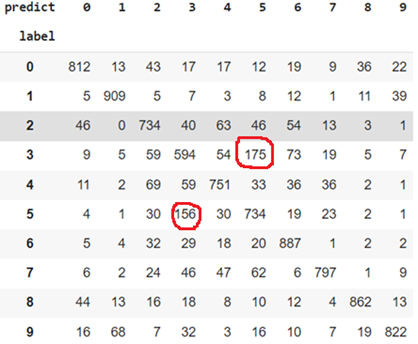 predict 0 1 2 3 4 5 6 7 8 9
label
0 812 13 43 17 17 12 19 9 36 22
1 5 909 5 7 3 8 12 1 11 39
2 46 0 734 40 63 46 54 13 3 1
3 9 5 59 594 54 175 73 19 5 7
4 11 2 69 59 751 33 36 36 2 1
5 4 1 30 156 30 734 19 23 2 1
6 5 4 32 29 18 20 887 1 2 2
7 6 2 24 46 47 62 6 797 1 9
8 44 13 16 18 8 10 12 4 862 13
9 16 68 7 32 3 16 10 7 19 822